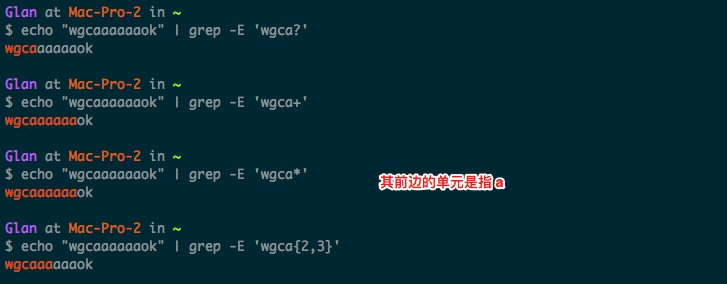 Glan at Mac-Pro-2 in ~
$ echo "wgcaaaaaaok" | grep -E 'wgca?'
wgcaaaaaaok
Glan at Mac-Pro-2 in ~
$ echo "wgcaaaaaaok" | grep -E 'wgca+'
wgcaaaaaaok
Glan at Mac-Pro-2 in ~
$ echo "wgcaaaaaaok" | grep -E 'wgca*'
其前边的单元是指 a
wgcaaaaaaok
Glan at Mac-Pro-2 in ~
$ echo "wgcaaaaaaok" | grep -E 'wgca{2,3}'
wgcaaaaaaok